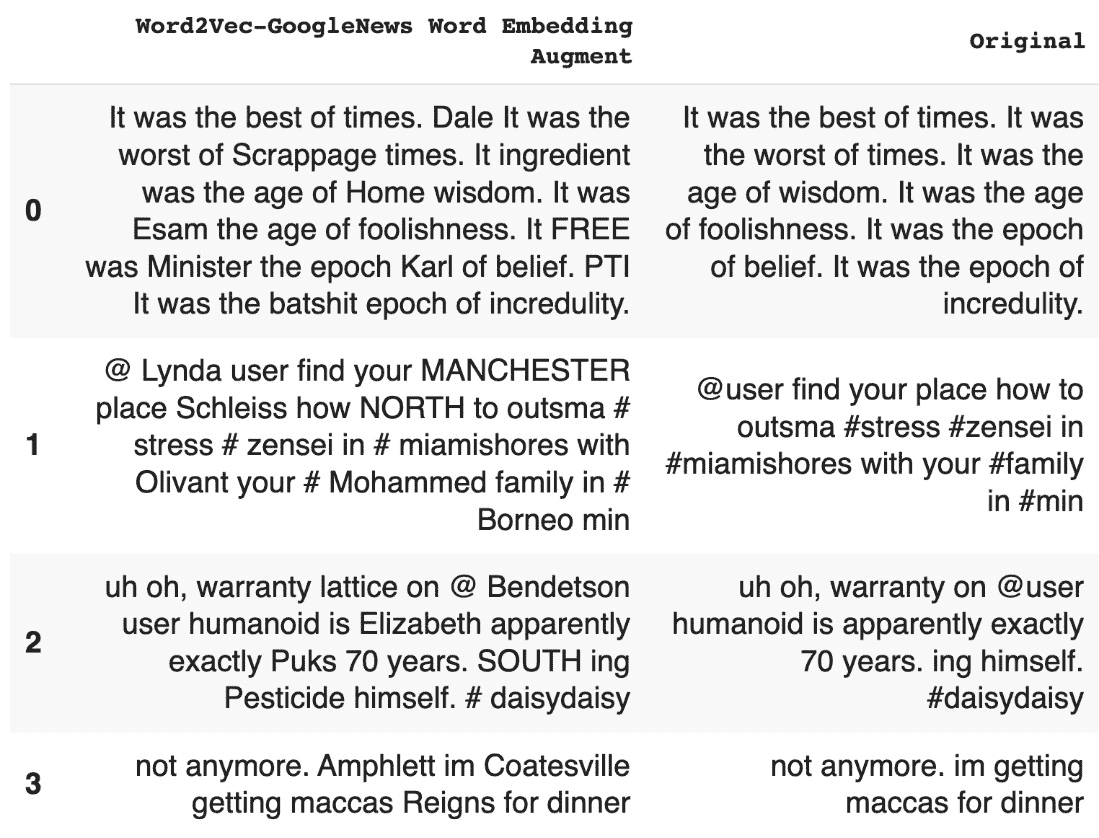 Word2Vec-GoogleNews Word Embedding
Augment
Original
0
It was the best of times. Dale It was the
worst of Scrappage times. It ingredient
was the age of Home wisdom. It was
Esam the age of foolishness. It FREE
was Minister the epoch Karl of belief. PTI
It was the batshit epoch of incredulity.
It was the best of times. It was
the worst of times. It was the
age of wisdom. It was the age
of foolishness. It was the epoch
of belief. It was the epoch of
incredulity.
1
@ Lynda user find your MANCHESTER
place Schleiss how NORTH to outsma #
stress # zensei in # miamishores with
Olivant your # Mohammed family in #
Borneo min
@user find your place how to
outsma #stress #zensei in
#miamishores with your #family
in #min
2
uh oh, warranty lattice on @ Bendetson
user humanoid is Elizabeth apparently
exactly Puks 70 years. SOUTH ing
Pesticide himself. # daisydaisy
uh oh, warranty on @user
humanoid is apparently exactly
70 years. ing himself.
#daisydaisy
3
not anymore. Amphlett im Coatesville
getting maccas Reigns for dinner
not anymore. im getting
maccas for dinner